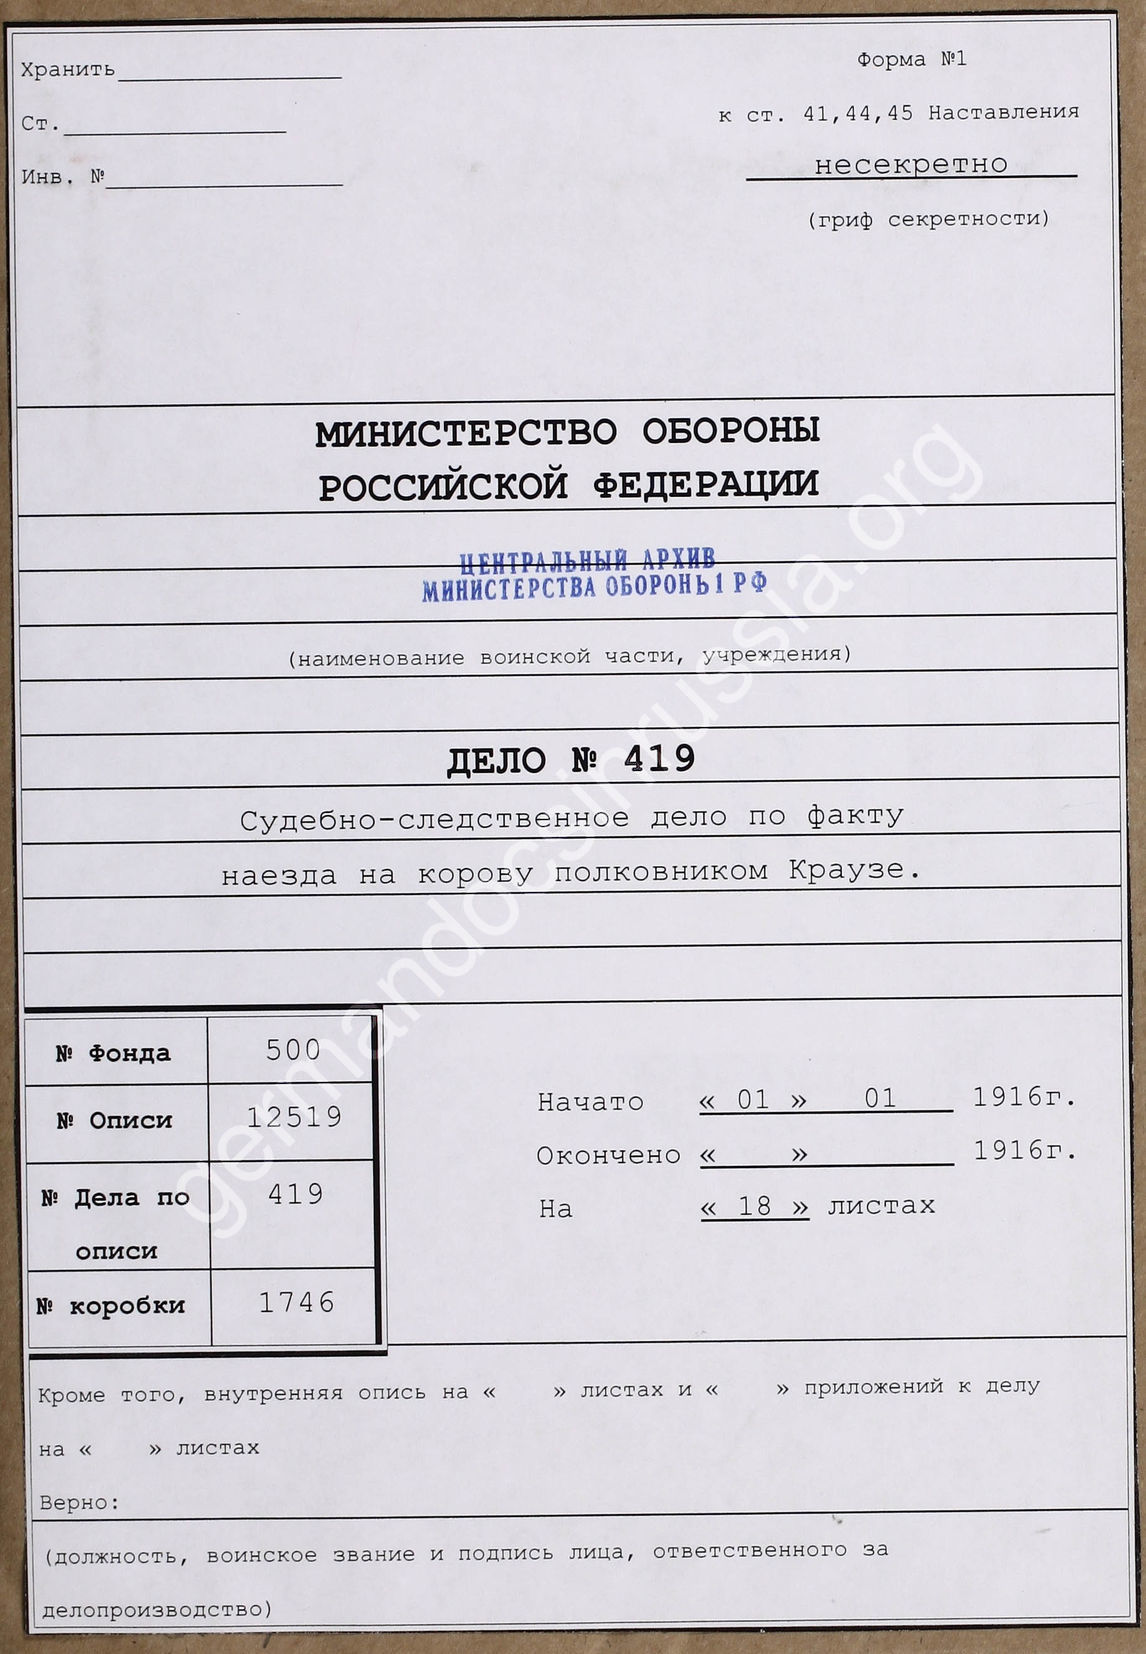 Хранить
Форма №1
Ст.
к ст. 41,44,45 Наставления
Инв. №
несекретно
(гриф секретности)
МИНИСТЕРСТВО ОБОРОНЫ
РОССИЙСКОЙ ФЕДЕРАЦИИ
ЦЕНТРАЛЬНЫЙ АРХИВ
МИНИСТЕРСТВА ОБОРОНЫ РФ
(наименование воинской части, учреждения)
ДЕЛО № 419
Судебно-следственное дело по факту
наезда на корову полковником Краузе.
№ Фонда 500
№ Описи 12519
№ Дела по описи 419
№ коробки 1746
Начато « 01 » 01 1916г.
Окончено « » 1916г.
На « 18 » листах
Кроме того, внутренняя опись на « » листах и « » приложений к делу
на « » листах
Верно:
(должность, воинское звание и подпись лица, ответственного за
делопроизводство)
germandocsinrussia.org